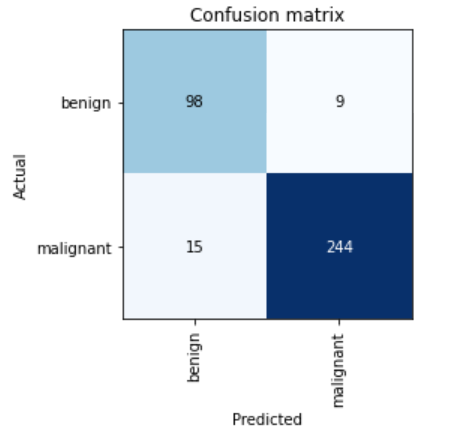 Confusion matrix
Actual
benign
98 9
malignant
15 244
benign
malignant
Predicted